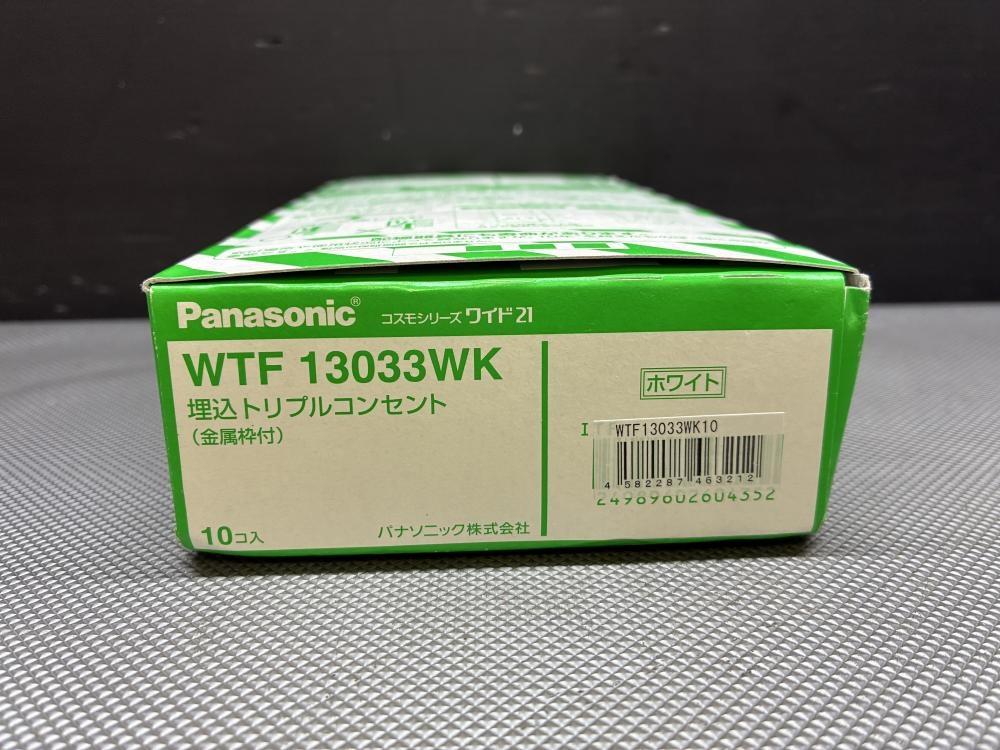 Panasonic® コスモシリーズ ワイド21
WTF 13033WK
埋込トリプルコンセント
(金属枠付)
10コ入
パナソニック株式会社
ホワイト
WTF13033WK10
4 582287 463212
24989602604352